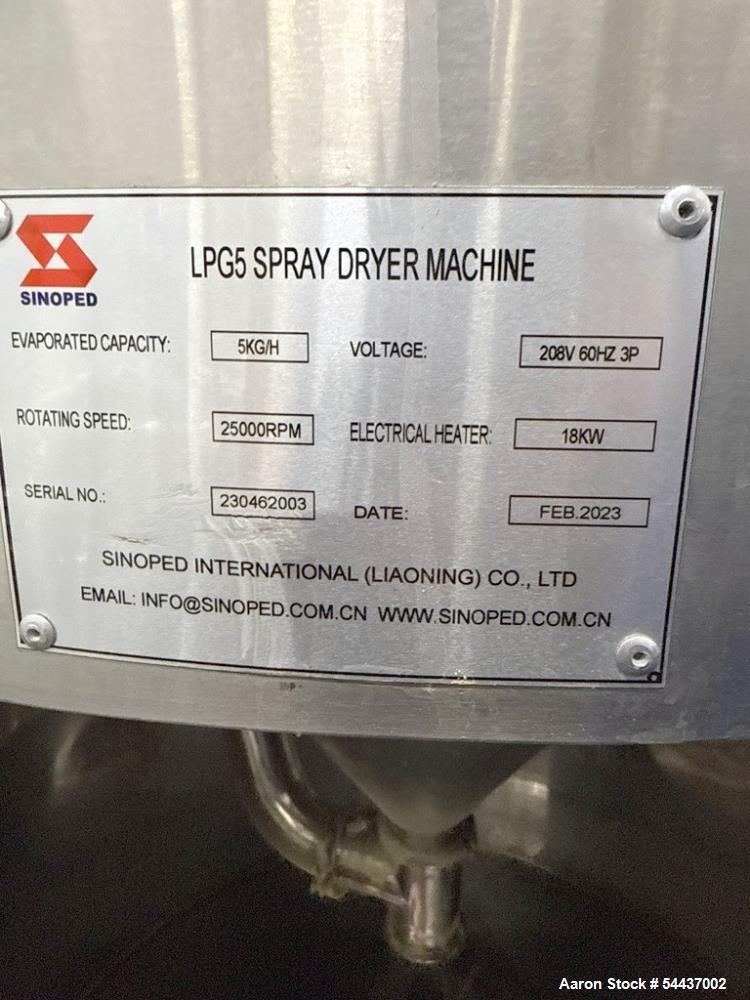 SINOPED
LPG5 SPRAY DRYER MACHINE
EVAPORATED CAPACITY: 5KG/H VOLTAGE: 208V 60HZ 3P
ROTATING SPEED: 25000RPM ELECTRICAL HEATER: 18KW
SERIAL NO.: 230462003 DATE: FEB.2023
SINOPED INTERNATIONAL (LIAONING) CO., LTD
EMAIL: INFO@SINOPED.COM.CN WWW.SINOPED.COM.CN
Aaron Stock # 54437002